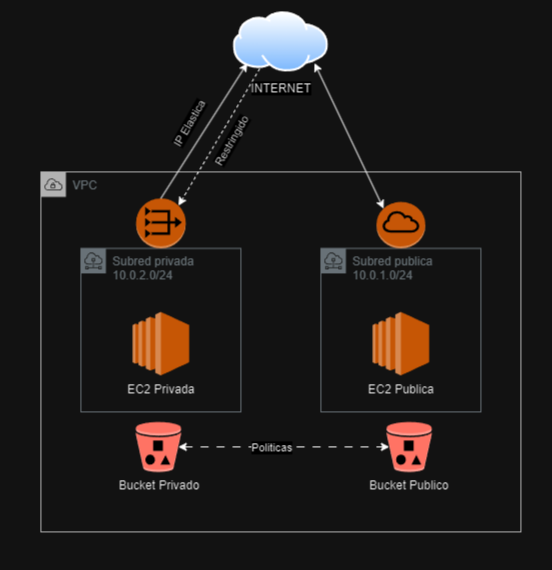 INTERNET
IP Elastica
Restringido
VPC
Subred privada
10.0.2.0/24
Subred publica
10.0.1.0/24
EC2 Privada
EC2 Publica
Politicas
Bucket Privado
Bucket Publico